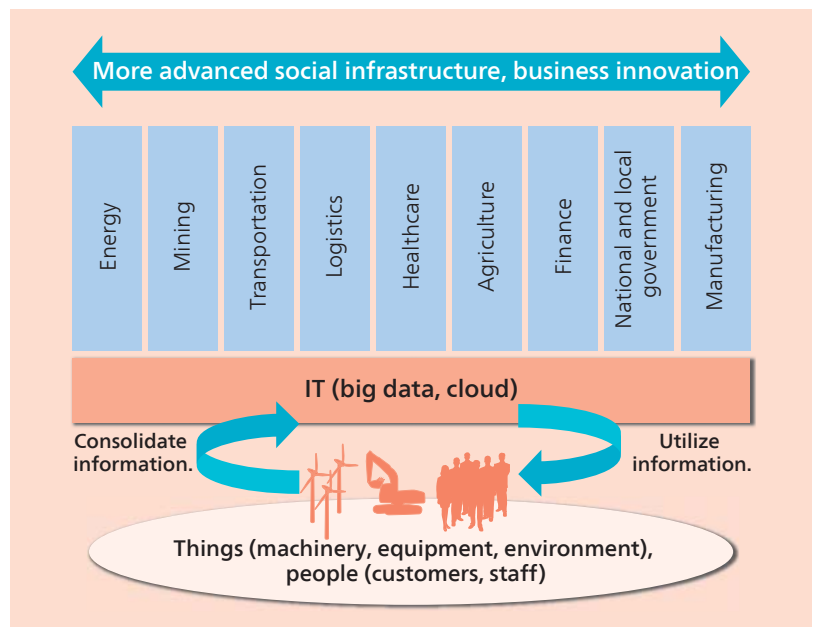 More advanced social infrastructure, business innovation
Energy
Mining
Transportation
Logistics
Healthcare
Agriculture
Finance
National and local
government
Manufacturing
IT (big data, cloud)
Consolidate
information.
Utilize
information.
Things (machinery, equipment, environment),
people (customers, staff)